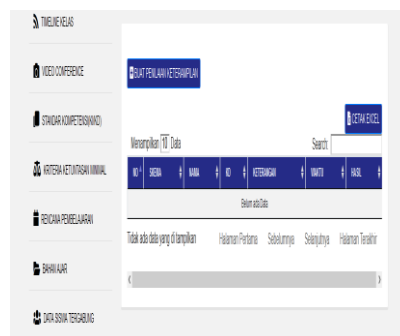 TIMELINE KELAS
VIDEO CONFERENCE
STANDAR KOMPETENSI(KIKD)
KRITERIA KETUNTASAN MINIMAL
RENCANA PEMBELAJARAN
BAHAN AJAR
DATA SISWA TERGABUNG
BUAT PENILAIAN KETERAMPILAN
CETAK EXCEL
Menampilkan 10 Data
Search:
NO SKEMA NAMA KD KETERANGAN WAKTU HASIL
Belum ada Data
Tidak ada data yang di tampilkan
Halaman Pertama Sebelumnya Selanjutnya Halaman Terakhir